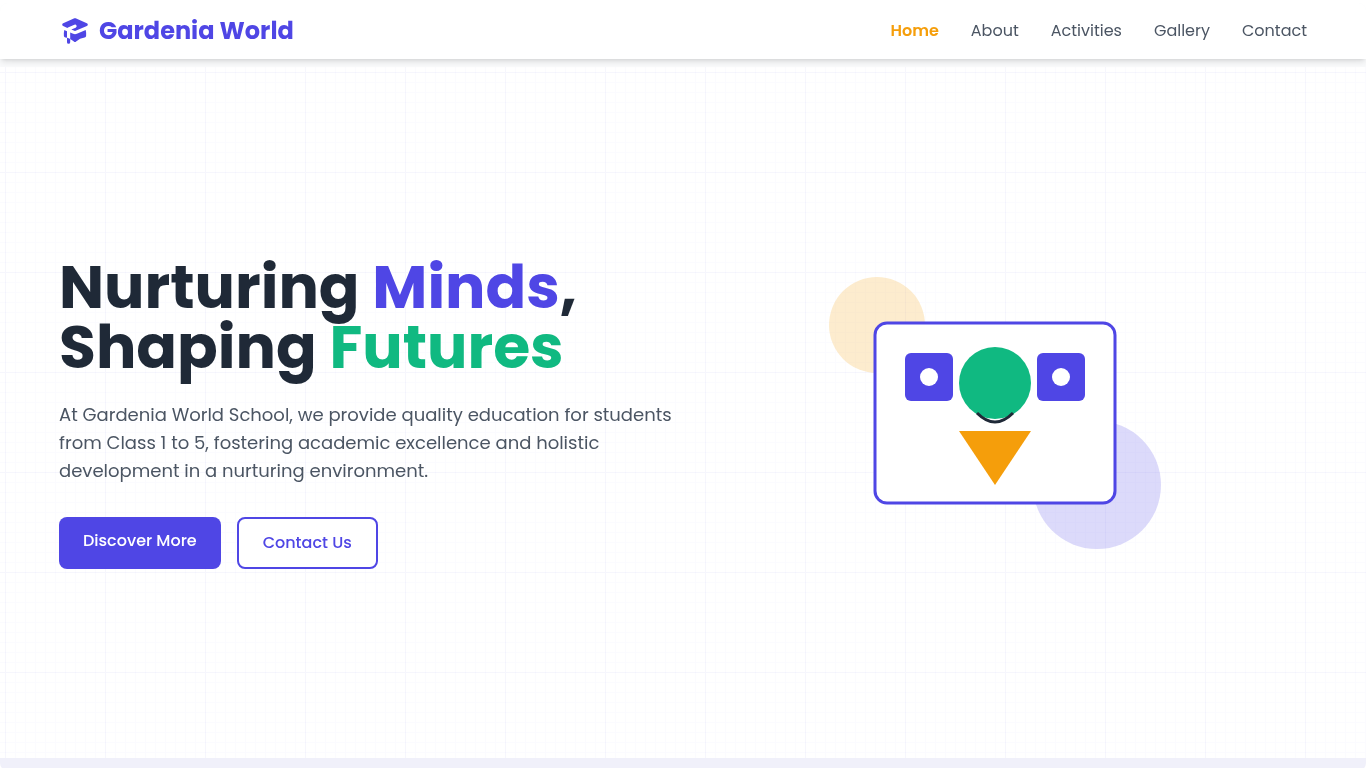 Gardenia World
Home About Activities Gallery Contact
Nurturing Minds,
Shaping Futures
At Gardenia World School, we provide quality education for students
from Class 1 to 5, fostering academic excellence and holistic
development in a nurturing environment.
Discover More
Contact Us